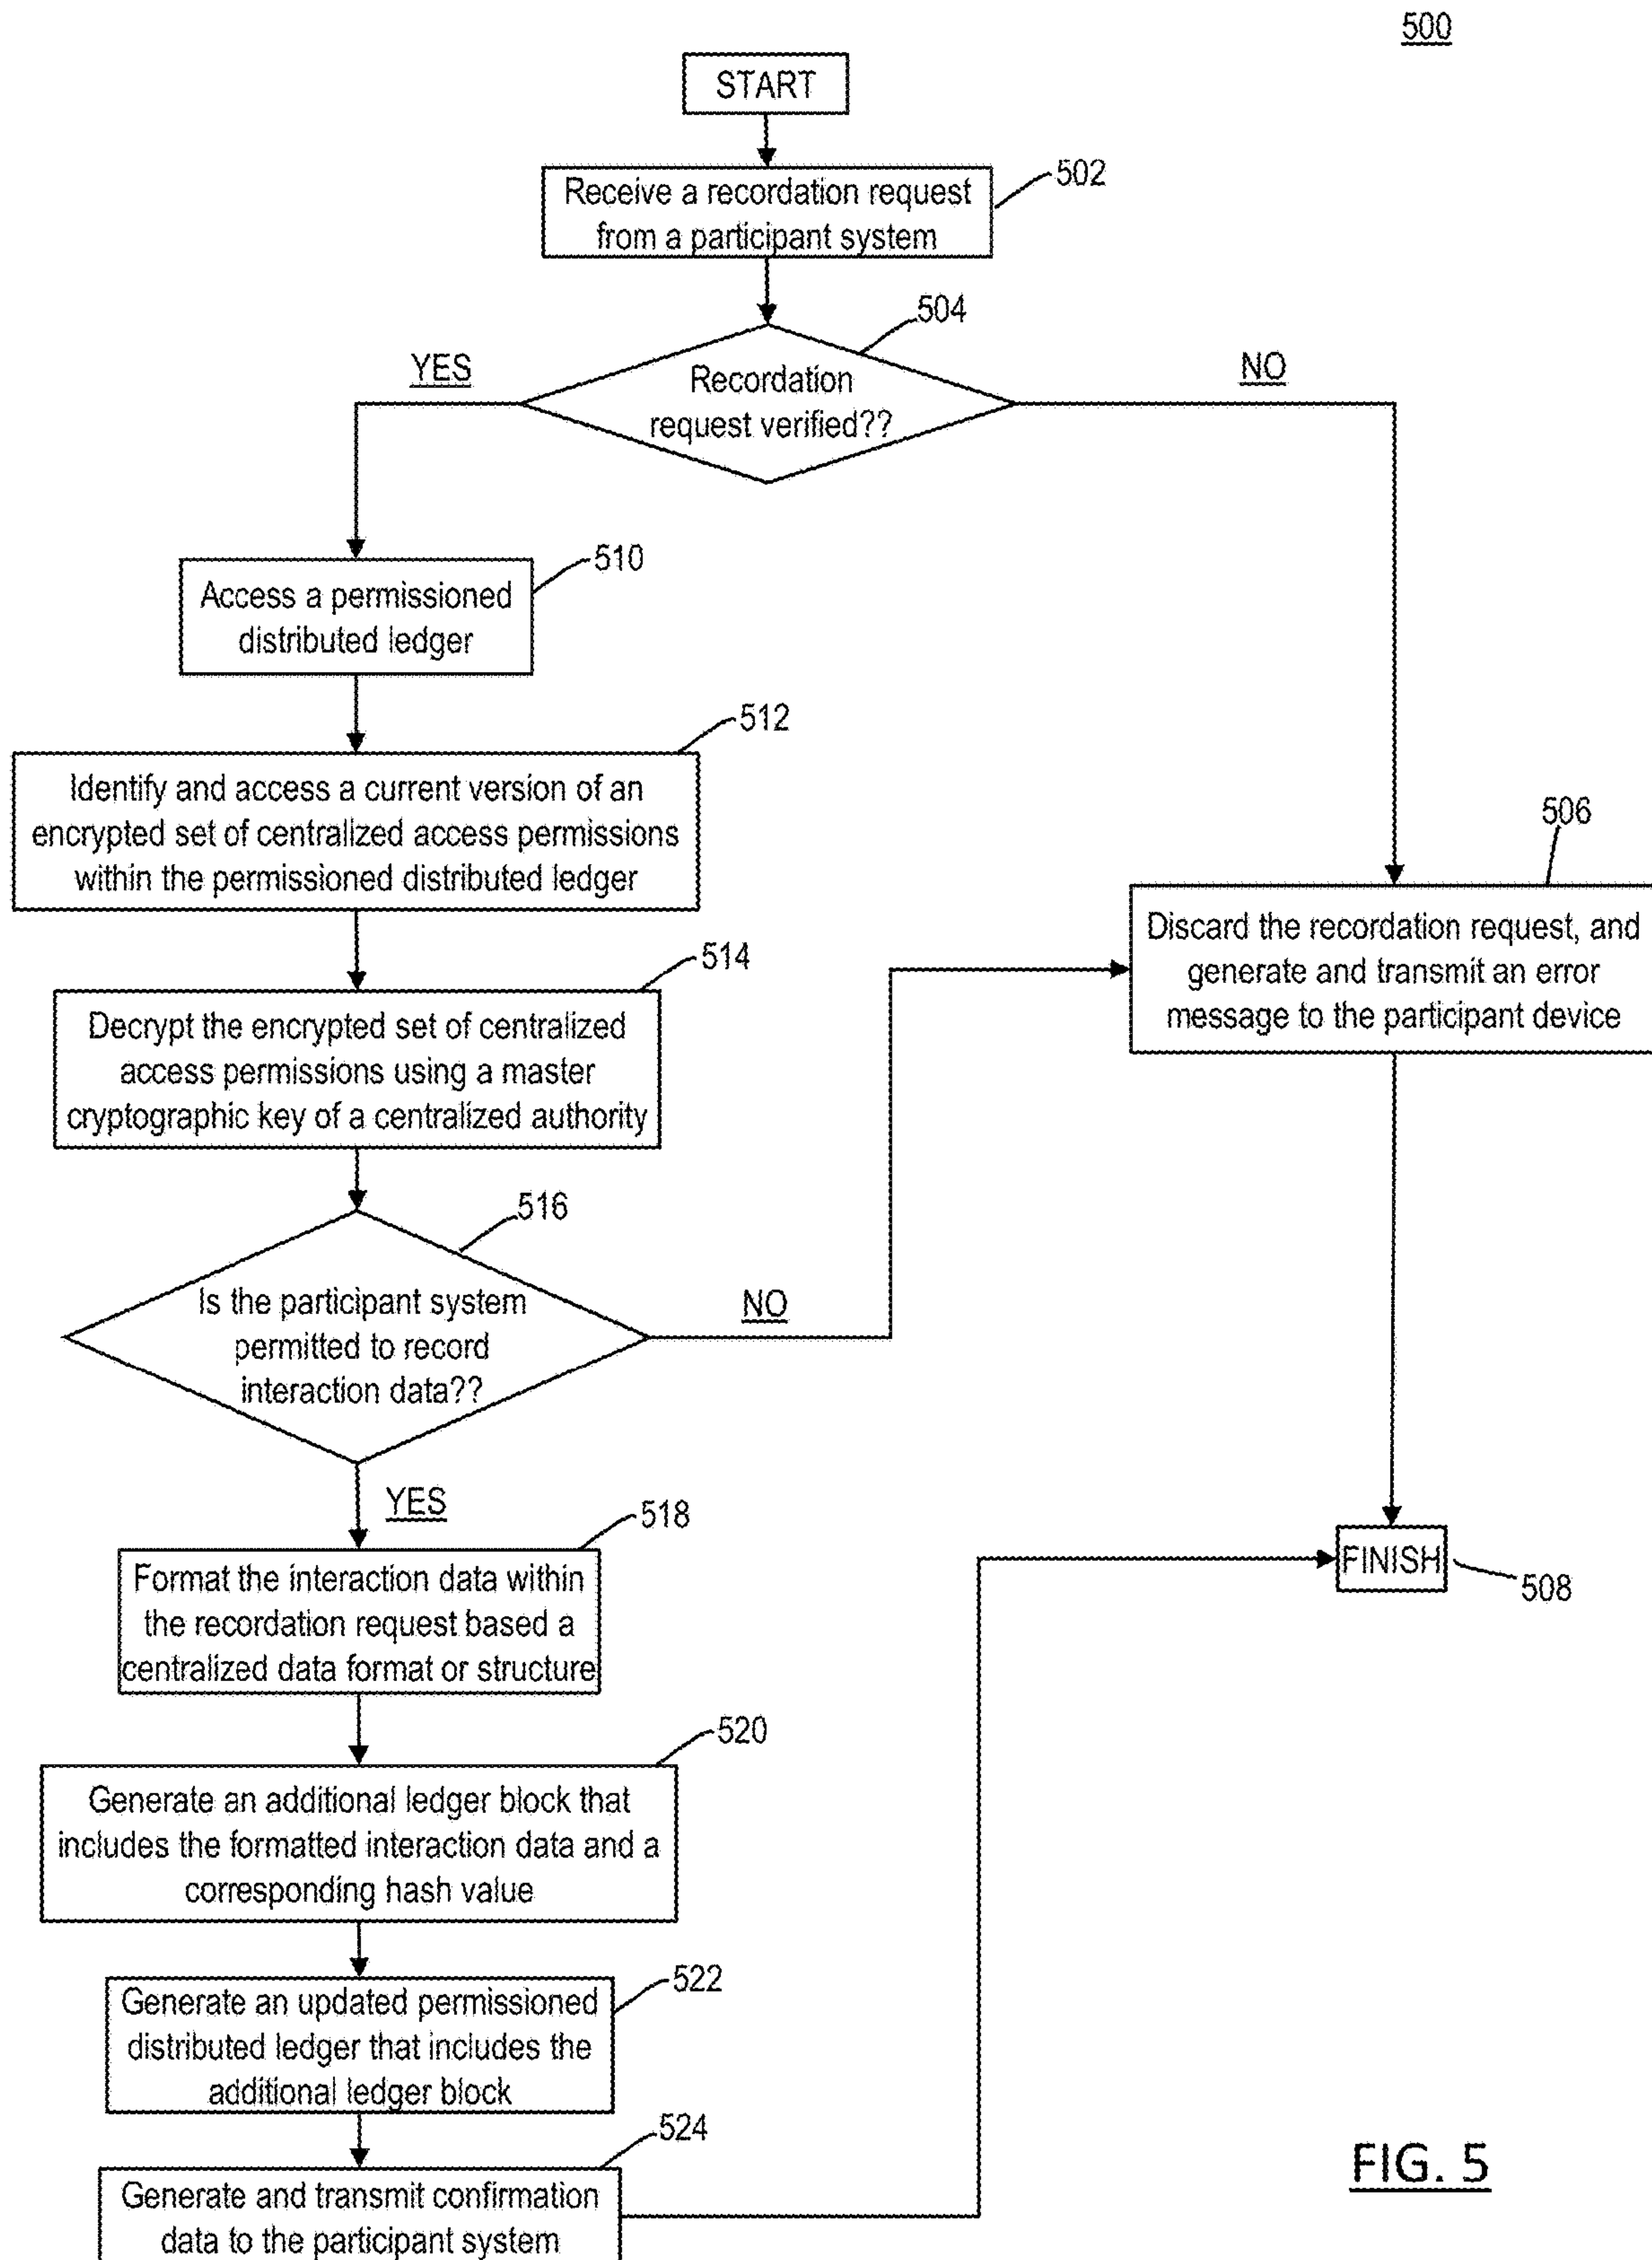 500
START
502
Receive a recordation request
from a participant system
504
YES
NO
Recordation
request verified??
510
Access a permissioned
distributed ledger
512
Identify and access a current version of an
encrypted set of centralized access permissions
within the permissioned distributed ledger
506
Discard the recordation request, and
generate and transmit an error
message to the participant device
514
Decrypt the encrypted set of centralized
access permissions using a master
cryptographic key of a centralized authority
516
Is the participant system
permitted to record
interaction data??
NO
YES
518
Format the interaction data within
the recordation request based a
centralized data format or structure
FINISH
508
520
Generate an additional ledger block that
includes the formatted interaction data and a
corresponding hash value
522
Generate an updated permissioned
distributed ledger that includes the
additional ledger block
524
Generate and transmit confirmation
data to the participant system
FIG. 5